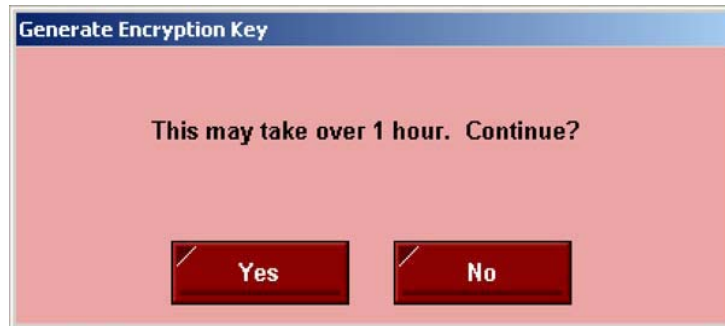 Generate Encryption Key
This may take over 1 hour. Continue?
Yes
No